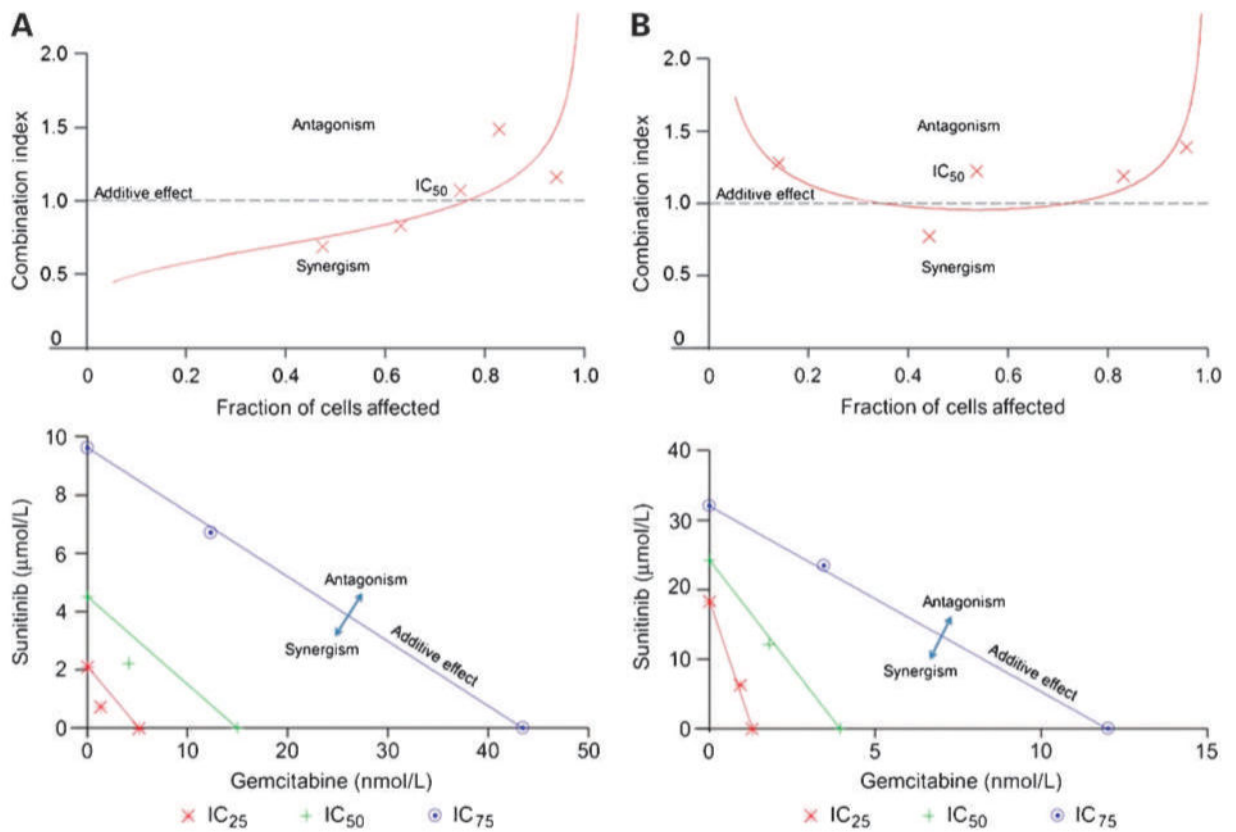 A
2.0
1.5
1.0
0.5
0
Combination index
Antagonism
Additive effect
IC50
Synergism
0 0.2 0.4 0.6 0.8 1.0
Fraction of cells affected
B
2.0
1.5
1.0
0.5
0
Combination index
Antagonism
IC50
Additive effect
Synergism
0 0.2 0.4 0.6 0.8 1.0
Fraction of cells affected
10
8
6
4
2
0
Sunitinib (μmol/L)
Antagonism
Synergism
Additive effect
0 10 20 30 40 50
Gemcitabine (nmol/L)
IC25 IC50 IC75
40
30
20
10
0
Sunitinib (μmol/L)
Antagonism
Synergism
Additive effect
0 5 10 15
Gemcitabine (nmol/L)
IC25 IC50 IC75